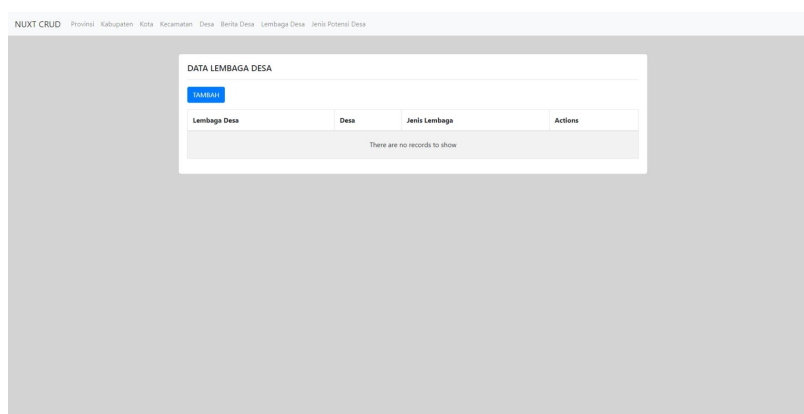 NUXT CRUD Provinsi Kabupaten Kota Kecamatan Desa Berita Desa Lembaga Desa Jenis Potensi Desa
DATA LEMBAGA DESA
TAMBAH
Lembaga Desa Desa Jenis Lembaga Actions
There are no records to show